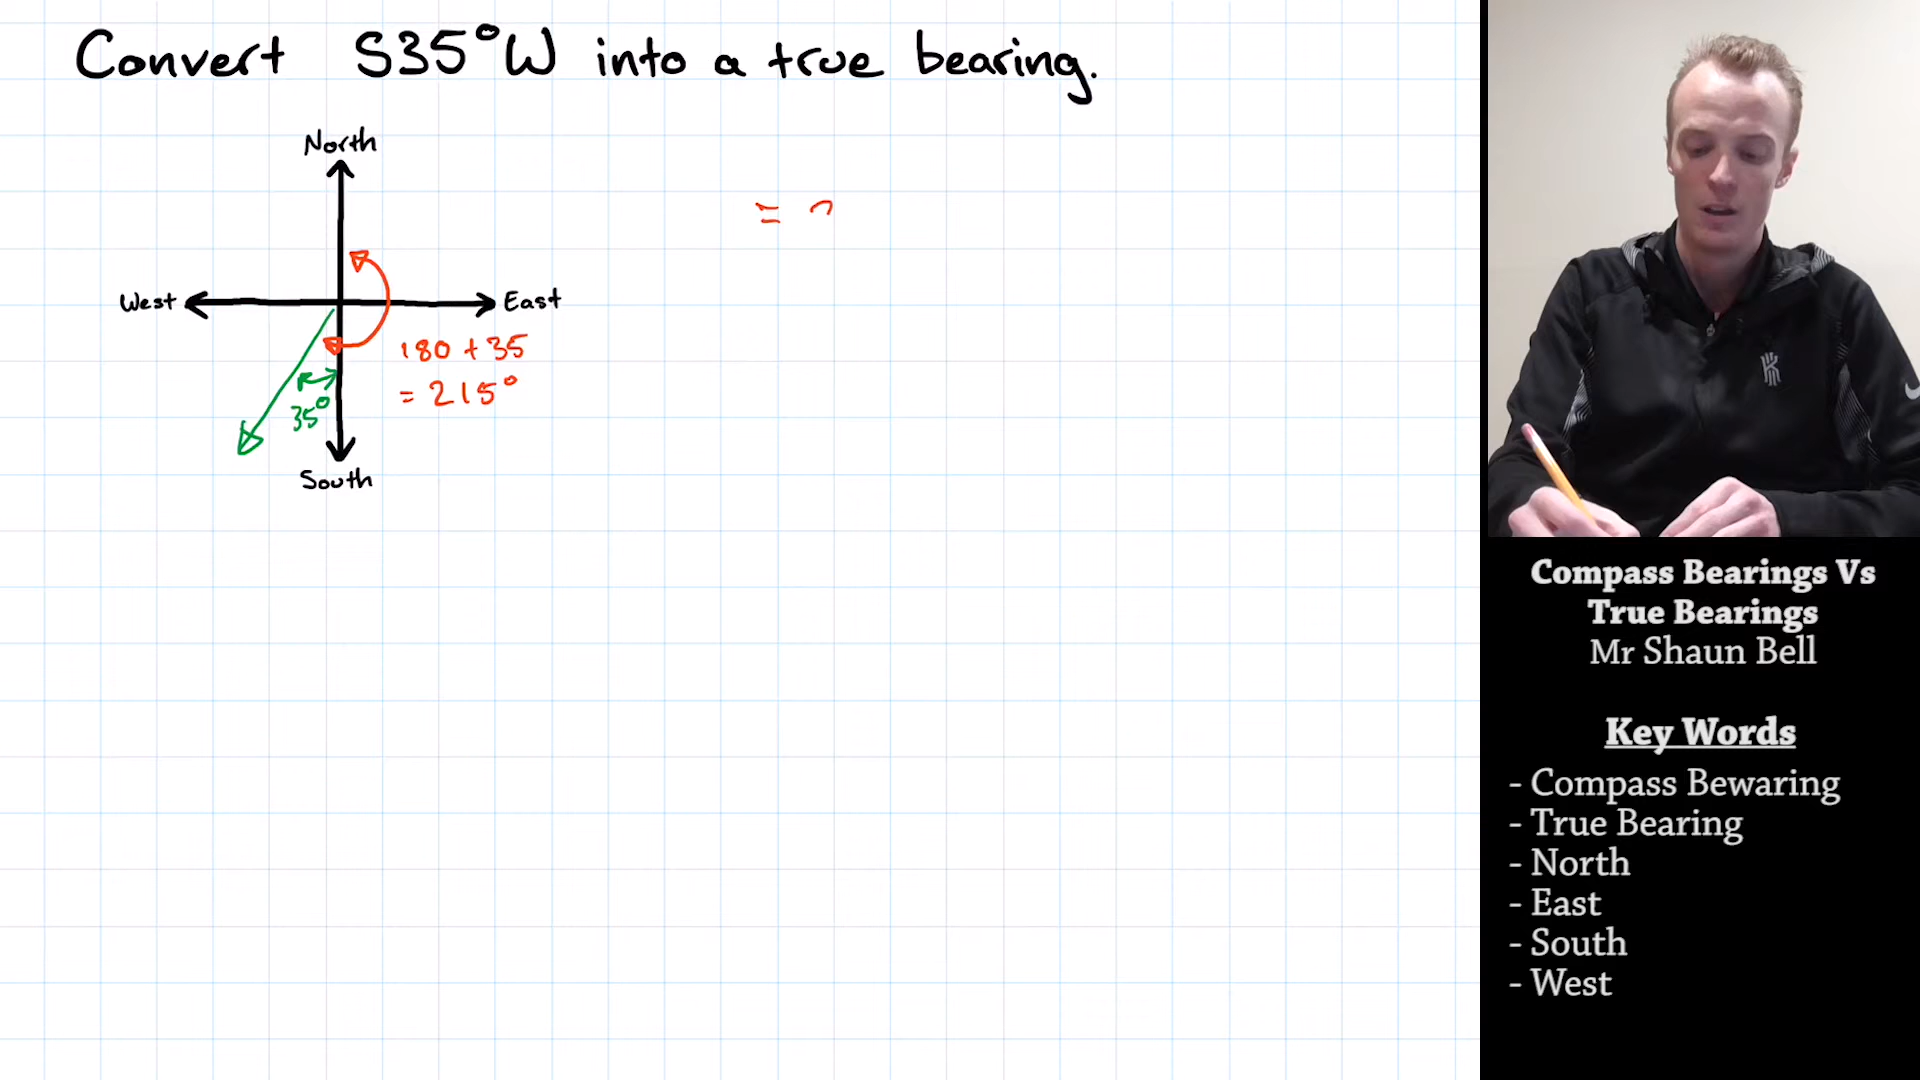 Convert S35°W into a true bearing.
North
=
West
East
180 + 35
= 215°
35°
South
Compass Bearings Vs
True Bearings
Mr Shaun Bell
Key Words
- Compass Bewaring
- True Bearing
- North
- East
- South
- West